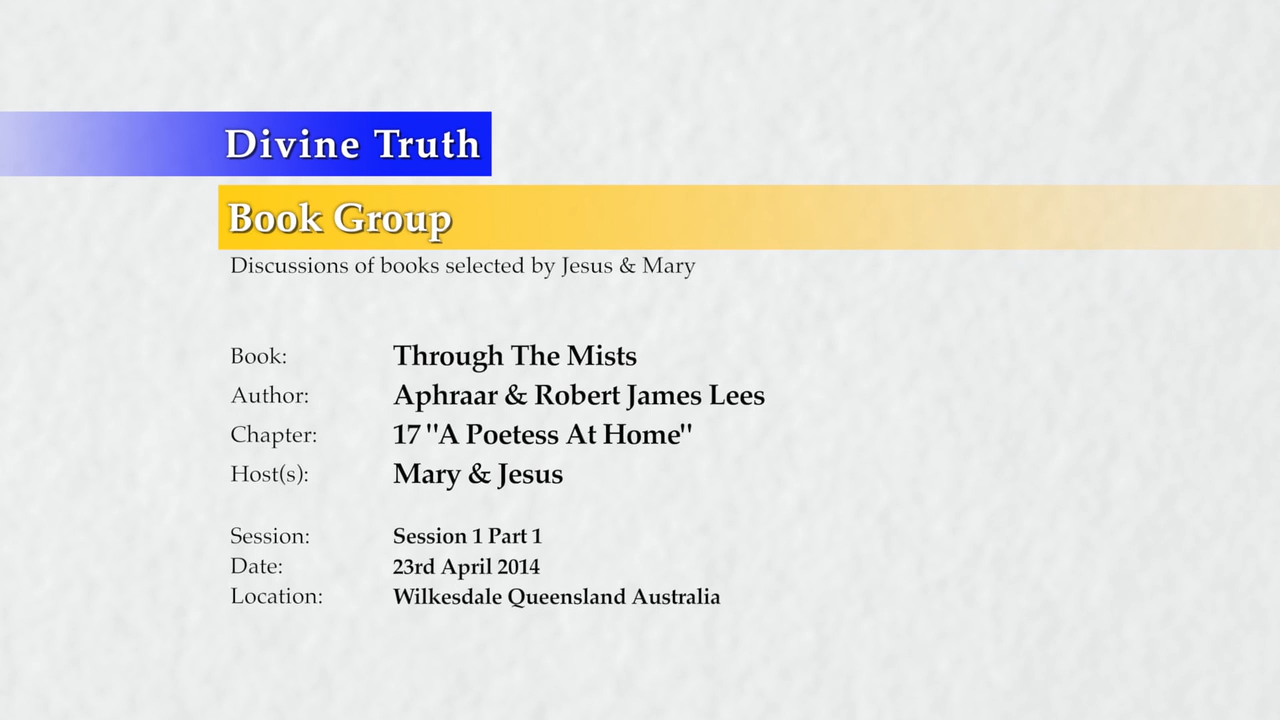 Divine Truth
Book Group
Discussions of books selected by Jesus & Mary
Book: Through The Mists
Author: Aphraar & Robert James Lees
Chapter: 17 "A Poetess At Home"
Host(s): Mary & Jesus
Session: Session 1 Part 1
Date: 23rd April 2014
Location: Wilkesdale Queensland Australia